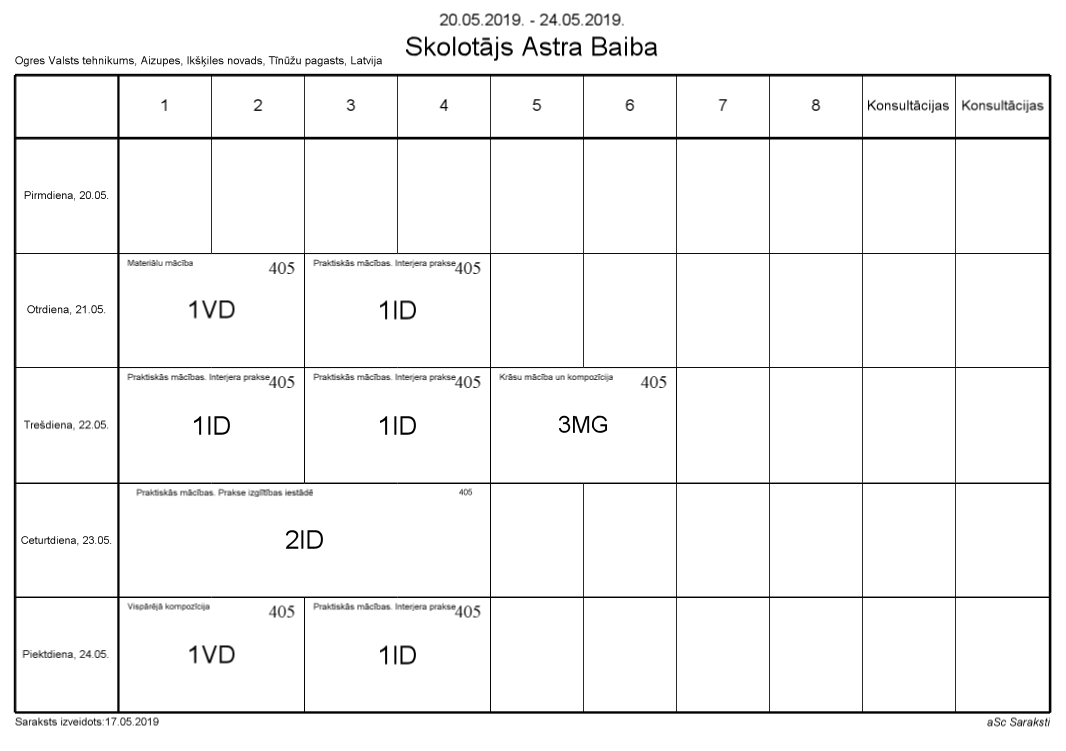 20.05.2019. - 24.05.2019.
Skolotājs Astra Baiba
Ogres Valsts tehnikums, Aizupes, Ikšķiles novads, Tīnūžu pagasts, Latvija
1 2 3 4 5 6 7 8 Konsultācijas Konsultācijas
Pirmdiena, 20.05.
Materiālu mācība 405 Praktiskās mācības. Interjera prakse 405
Otrdiena, 21.05. 1VD 1ID
Praktiskās mācības. Interjera prakse 405 Praktiskās mācības. Interjera prakse 405 Krāsu mācība un kompozīcija 405
Trešdiena, 22.05. 1ID 1ID 3MG
Praktiskās mācības. Prakse izglītības iestādē 405
Ceturtdiena, 23.05. 2ID
Vispārējā kompozīcija 405 Praktiskās mācības. Interjera prakse 405
Piektdiena, 24.05. 1VD 1ID
Saraksts izveidots:17.05.2019 aSc Saraksti